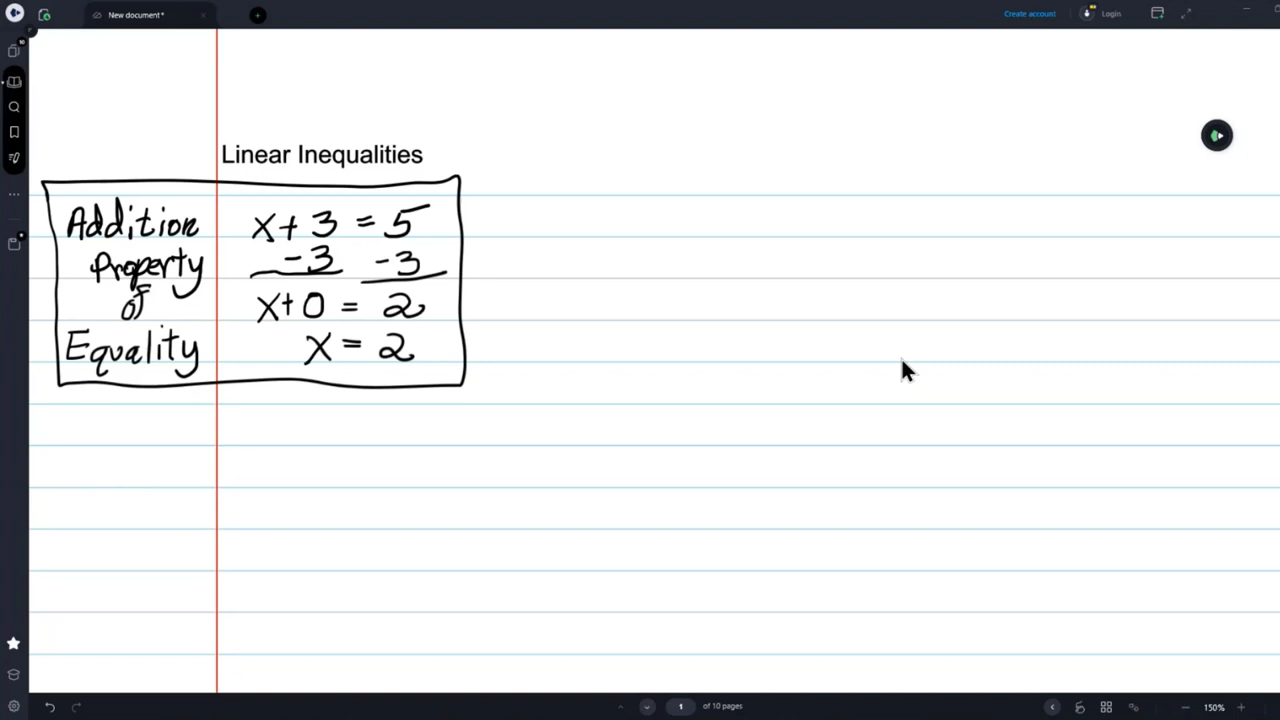 New document*
Create account
Login
Linear Inequalities
Addition x + 3 = 5
Property -3 -3
of x + 0 = 2
Equality x = 2
1 of 10 pages
150%